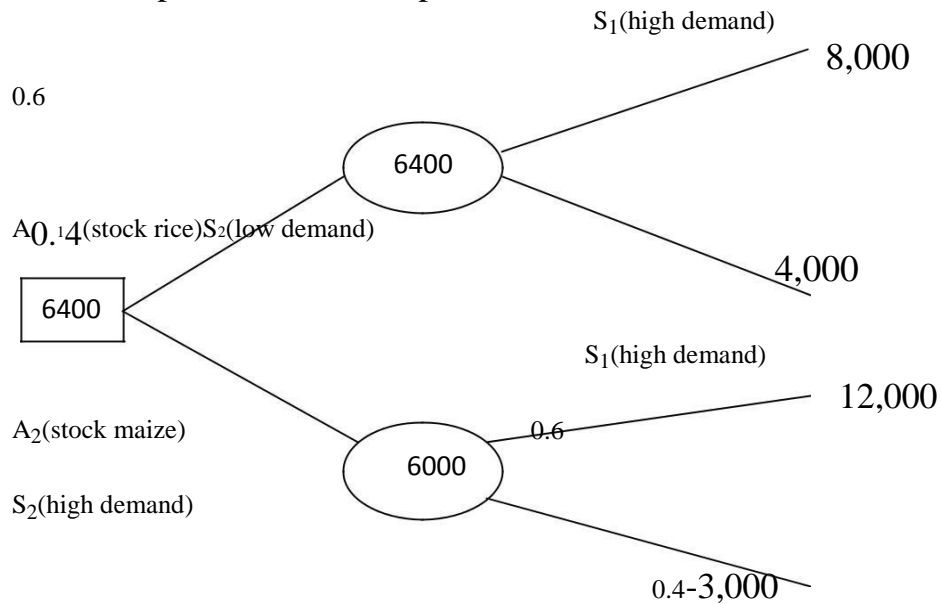 S₁(high demand)
8,000
0.6
6400
A0.₁4(stock rice)S₂(low demand)
4,000
6400
S₁(high demand)
12,000
A₂(stock maize)
0.6
6000
S₂(high demand)
0.4-3,000